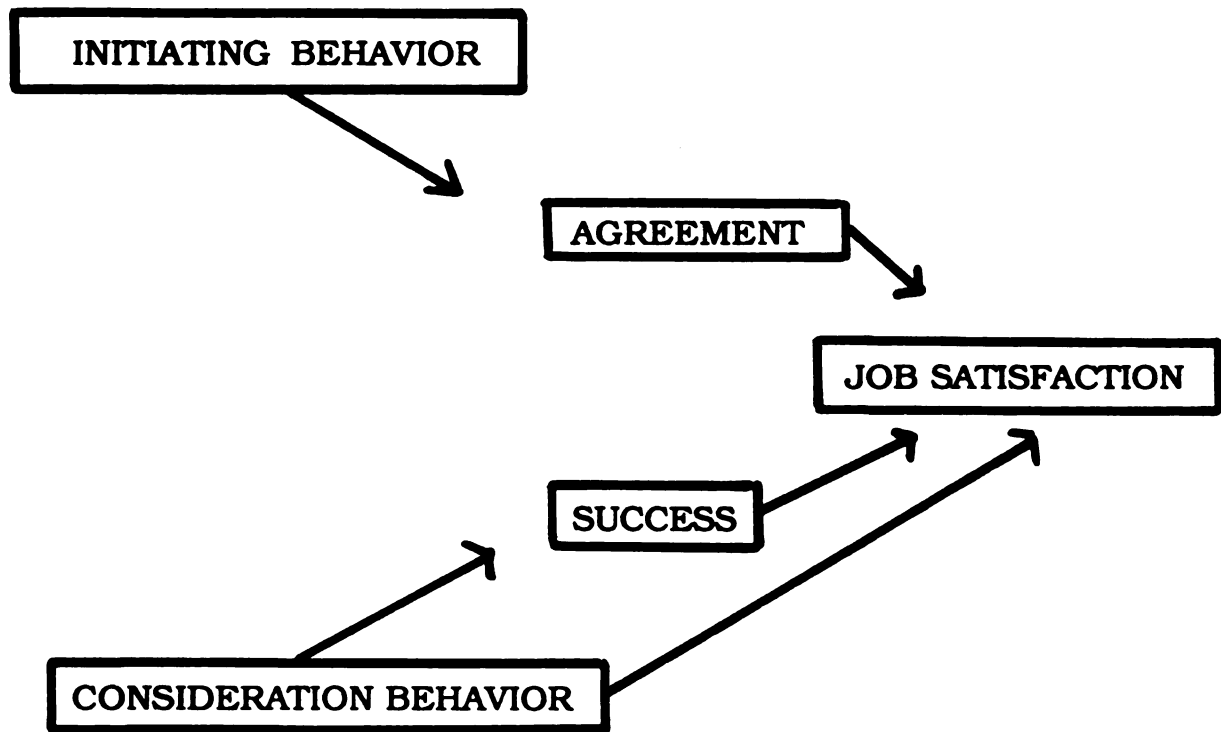 INITIATING BEHAVIOR
AGREEMENT
JOB SATISFACTION
SUCCESS
CONSIDERATION BEHAVIOR